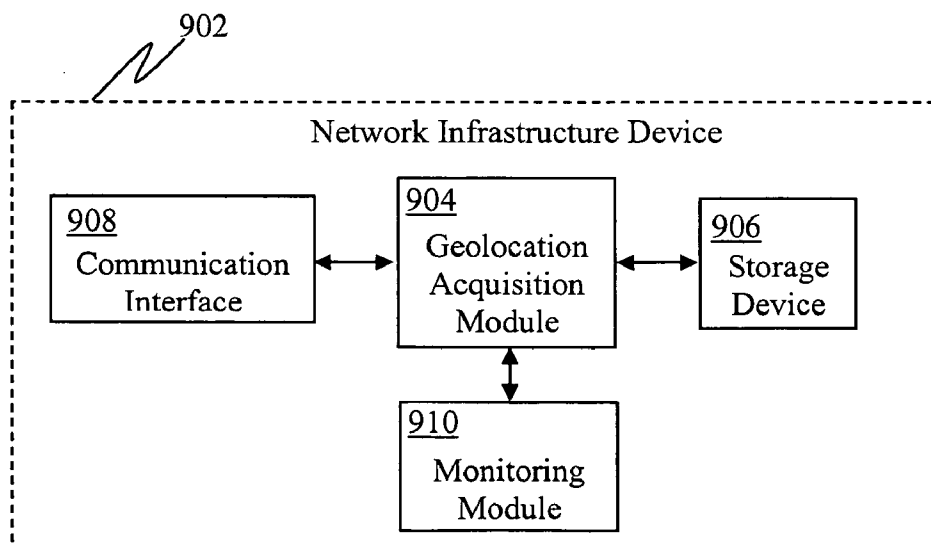 902
Network Infrastructure Device
908
Communication
Interface
904
Geolocation
Acquisition
Module
906
Storage
Device
910
Monitoring
Module